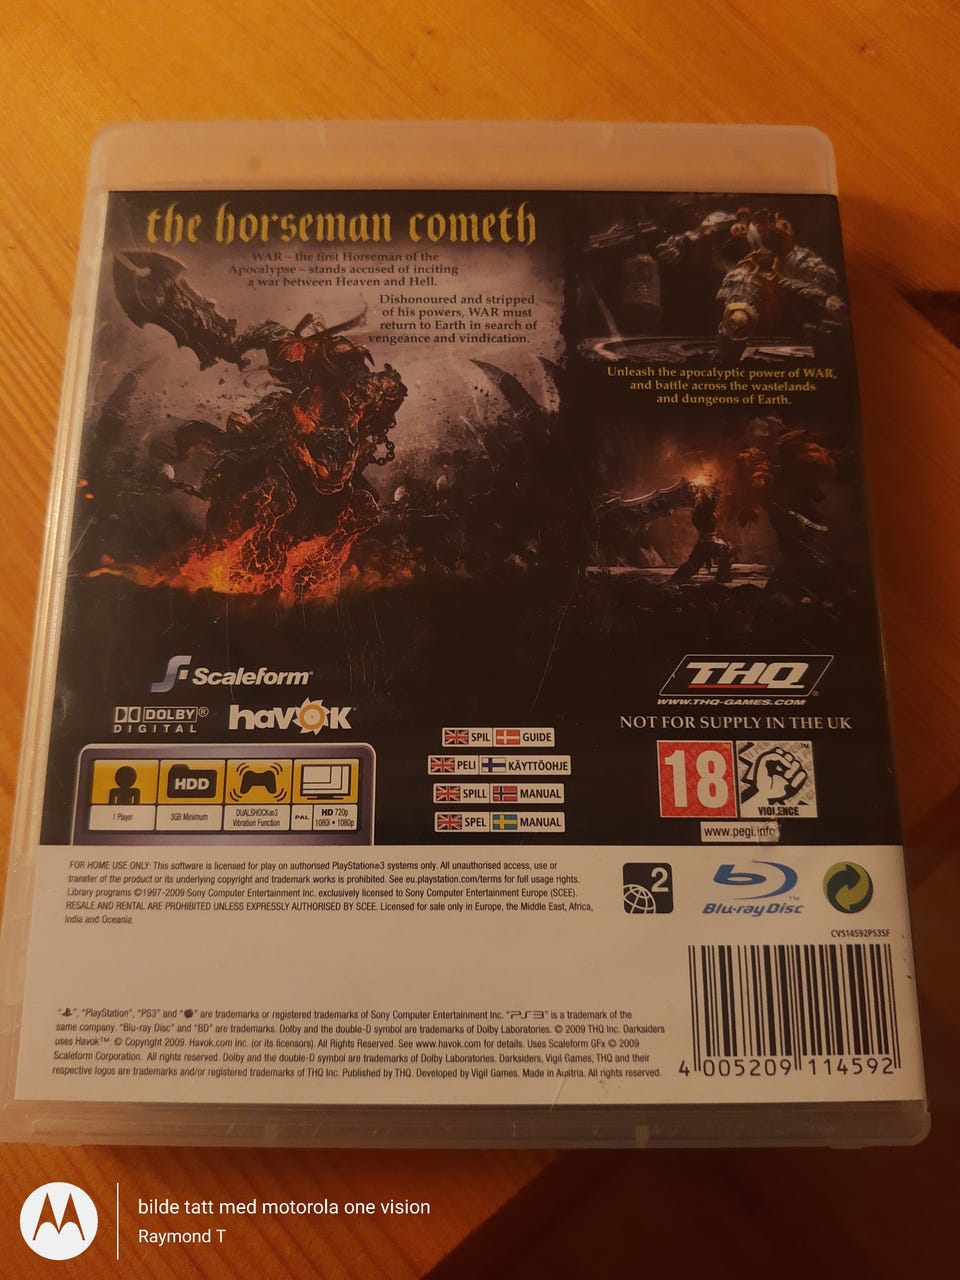 the horseman cometh
WAR – the first Horseman of the
Apocalypse – stands accused of inciting
a war between Heaven and Hell.
Dishonoured and stripped
of his powers, WAR must
return to Earth in search of
vengeance and vindication.
Unleash the apocalyptic power of WAR,
and battle across the wastelands
and dungeons of Earth.
Scaleform
DOLBY®
DIGITAL
havok
THQ®
WWW.THQ-GAMES.COM
NOT FOR SUPPLY IN THE UK
SPIL GUIDE
PELI KÄYTTÖOHJE
SPILL MANUAL
SPEL MANUAL
18
VIOLENCE
www.pegi.info
HDD
1 Player
3GB Minimum
DUALSHOCK®3
Vibration Function
PAL
HD 720p
1080i • 1080p
FOR HOME USE ONLY: This software is licensed for play on authorised PlayStation®3 systems only. All unauthorised access, use or
transfer of the product or its underlying copyright and trademark works is prohibited. See eu.playstation.com/terms for full usage rights.
Library programs ©1997-2009 Sony Computer Entertainment Inc. exclusively licensed to Sony Computer Entertainment Europe (SCEE).
RESALE AND RENTAL ARE PROHIBITED UNLESS EXPRESSLY AUTHORISED BY SCEE. Licensed for sale only in Europe, the Middle East, Africa,
India and Oceania.
2
Blu-ray Disc™
CVS14592PS3SF
" ", "PlayStation", "PS3" and " " are trademarks or registered trademarks of Sony Computer Entertainment Inc. "PS3" is a trademark of the
same company. "Blu-ray Disc" and "BD" are trademarks. Dolby and the double-D symbol are trademarks of Dolby Laboratories. © 2009 THQ Inc. Darksiders
uses Havok™: © Copyright 2009. Havok.com Inc. (or its licensors). All Rights Reserved. See www.havok.com for details. Uses Scaleform GFx © 2009
Scaleform Corporation. All rights reserved. Dolby and the double-D symbol are trademarks of Dolby Laboratories. Darksiders, Vigil Games, THQ and their
respective logos are trademarks and/or registered trademarks of THQ Inc. Published by THQ. Developed by Vigil Games. Made in Austria. All rights reserved.
4 005209 114592
bilde tatt med motorola one vision
Raymond T